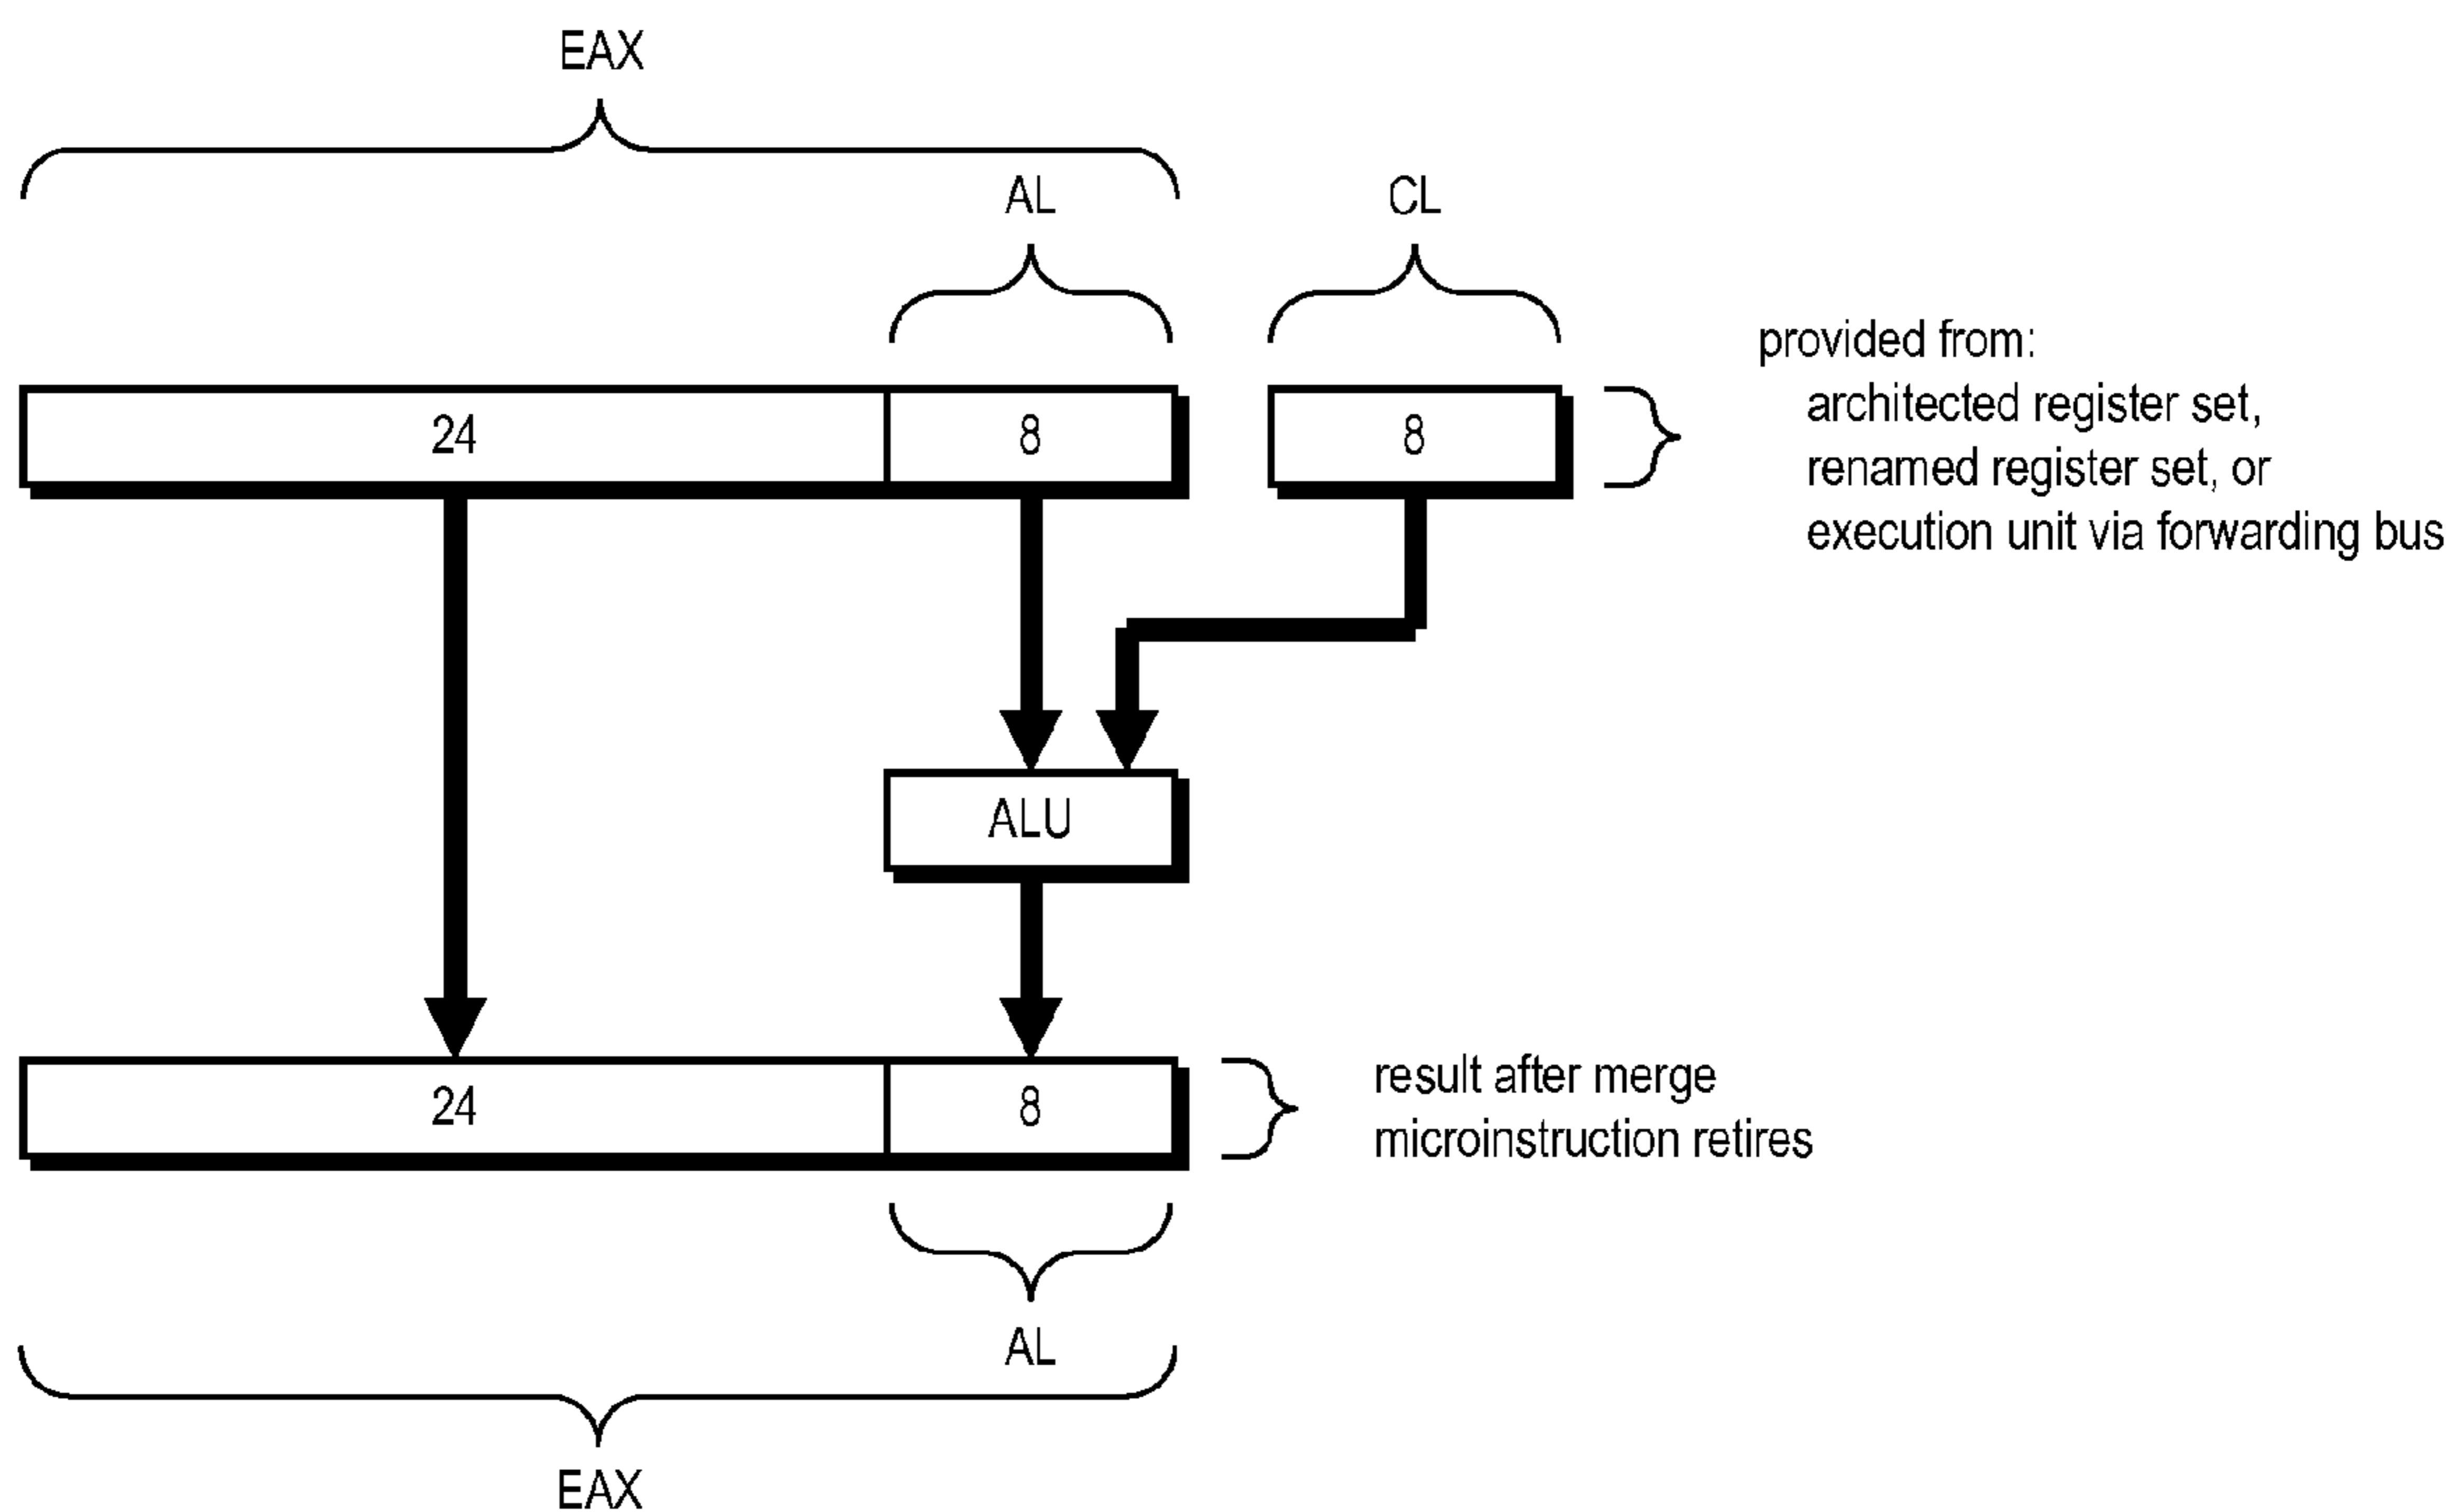 EAX
AL
CL
provided from:
architected register set,
renamed register set, or
execution unit via forwarding bus
24
8
8
ALU
24
8
result after merge
microinstruction retires
AL
EAX